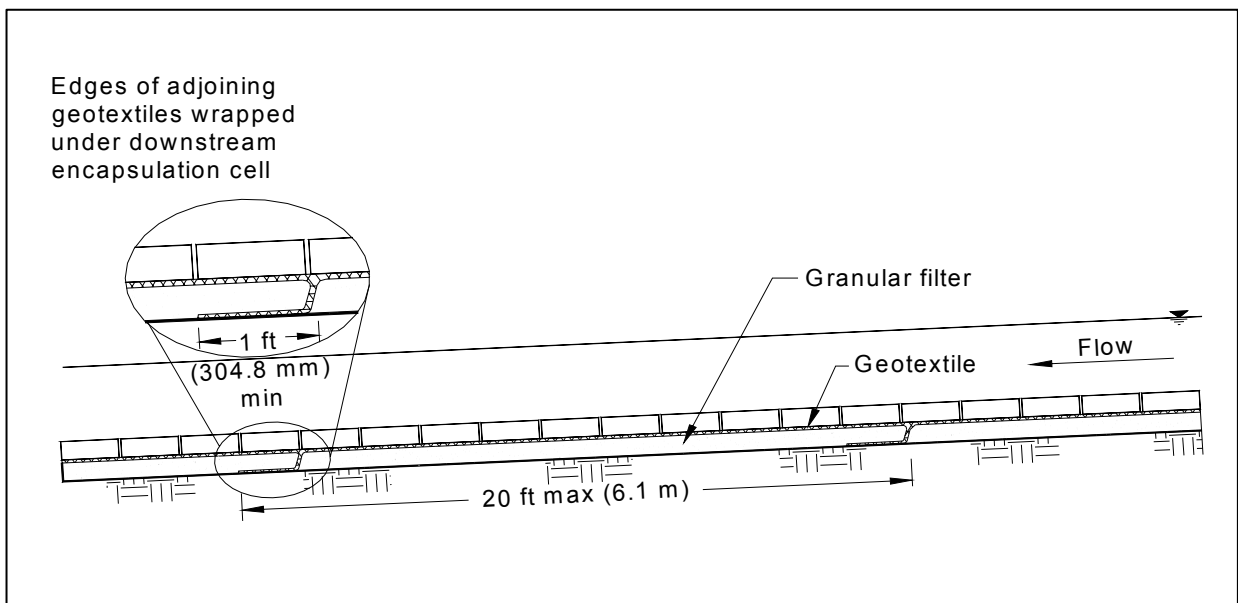 Edges of adjoining
geotextiles wrapped
under downstream
encapsulation cell
Granular filter
1 ft
(304.8 mm)
min
Flow
Geotextile
20 ft max (6.1 m)